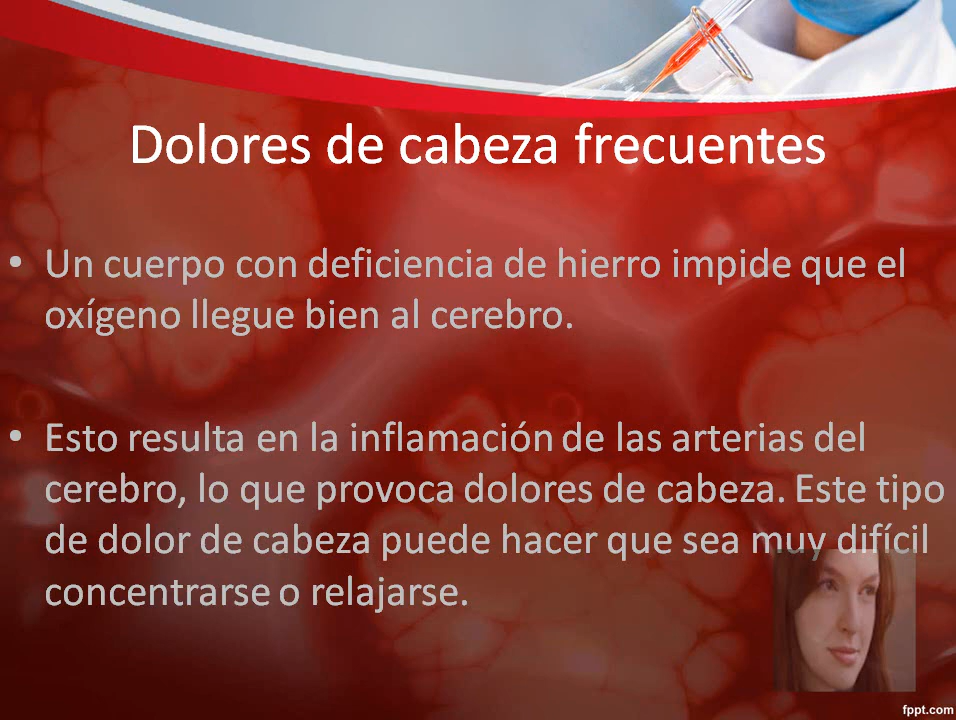 Dolores de cabeza frecuentes
• Un cuerpo con deficiencia de hierro impide que el
oxígeno llegue bien al cerebro.
• Esto resulta en la inflamación de las arterias del
cerebro, lo que provoca dolores de cabeza. Este tipo
de dolor de cabeza puede hacer que sea muy difícil
concentrarse o relajarse.
fppt.com